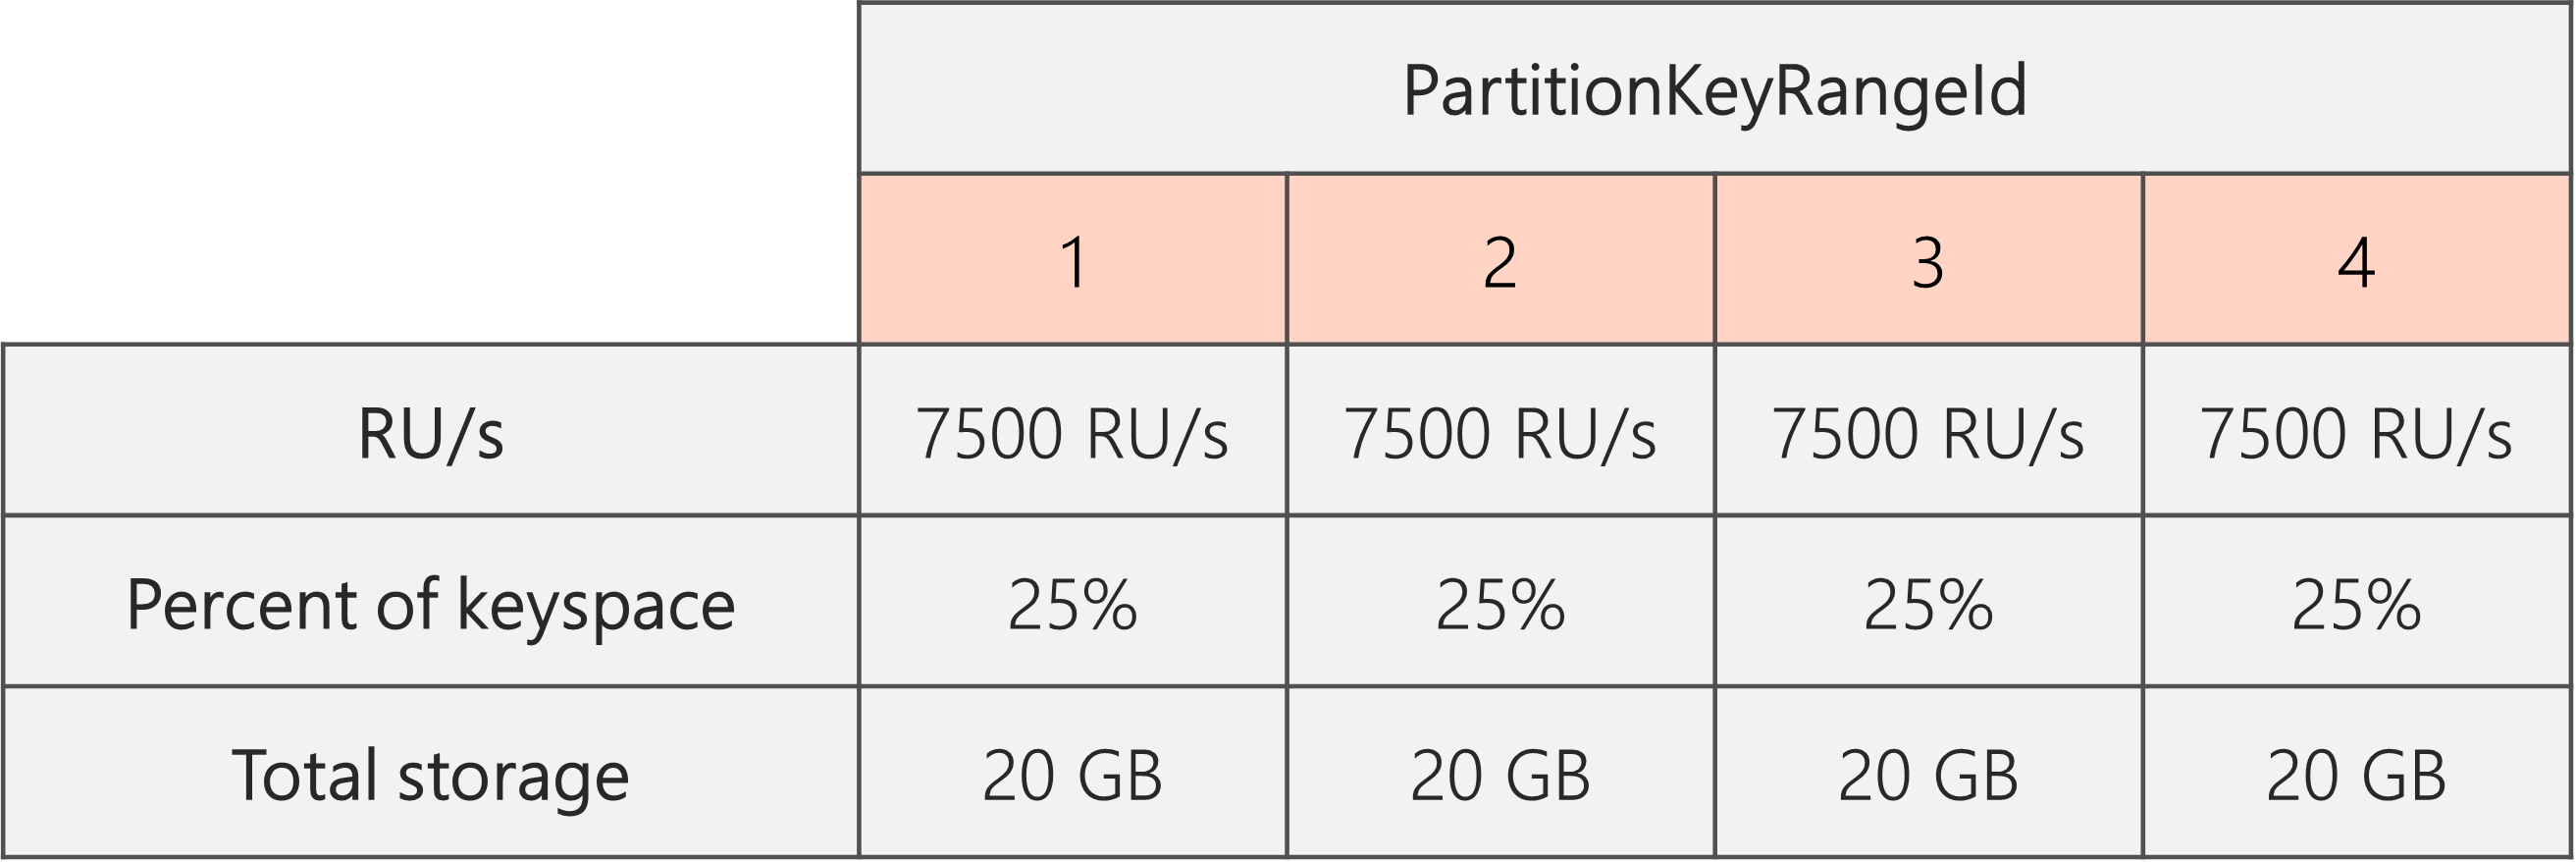 PartitionKeyRangeId
1 2 3 4
RU/s 7500 RU/s 7500 RU/s 7500 RU/s 7500 RU/s
Percent of keyspace 25% 25% 25% 25%
Total storage 20 GB 20 GB 20 GB 20 GB